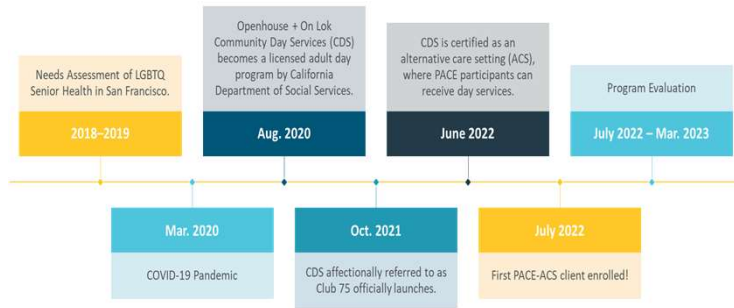 Needs Assessment of LGBTQ
Senior Health in San Francisco.
2018–2019
Mar. 2020
COVID-19 Pandemic
Openhouse + On Lok
Community Day Services (CDS)
becomes a licensed adult day
program by California
Department of Social Services.
Aug. 2020
Oct. 2021
CDS affectionally referred to as
Club 75 officially launches.
CDS is certified as an
alternative care setting (ACS),
where PACE participants can
receive day services.
June 2022
July 2022
First PACE-ACS client enrolled!
Program Evaluation
July 2022 – Mar. 2023